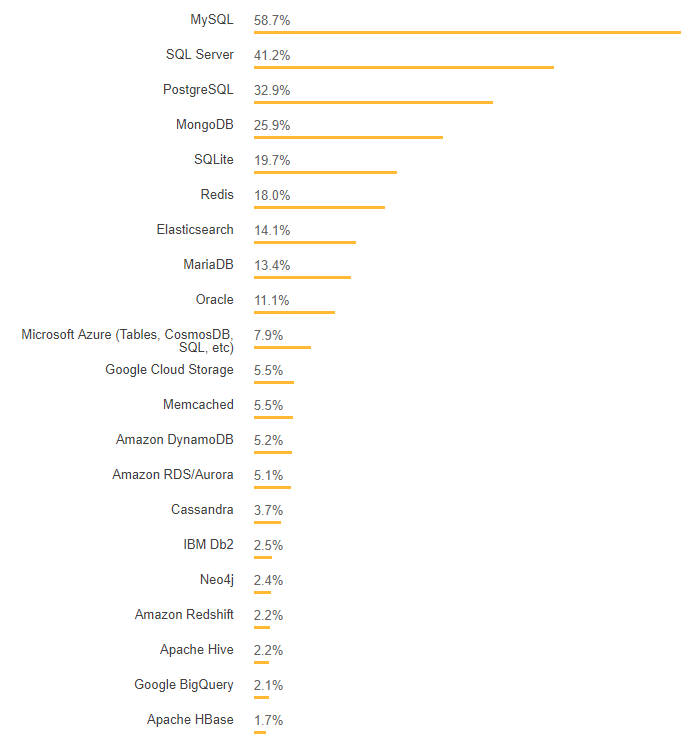 MySQL 58.7%
SQL Server 41.2%
PostgreSQL 32.9%
MongoDB 25.9%
SQLite 19.7%
Redis 18.0%
Elasticsearch 14.1%
MariaDB 13.4%
Oracle 11.1%
Microsoft Azure (Tables, CosmosDB, 7.9%
SQL, etc)
Google Cloud Storage 5.5%
Memcached 5.5%
Amazon DynamoDB 5.2%
Amazon RDS/Aurora 5.1%
Cassandra 3.7%
IBM Db2 2.5%
Neo4j 2.4%
Amazon Redshift 2.2%
Apache Hive 2.2%
Google BigQuery 2.1%
Apache HBase 1.7%